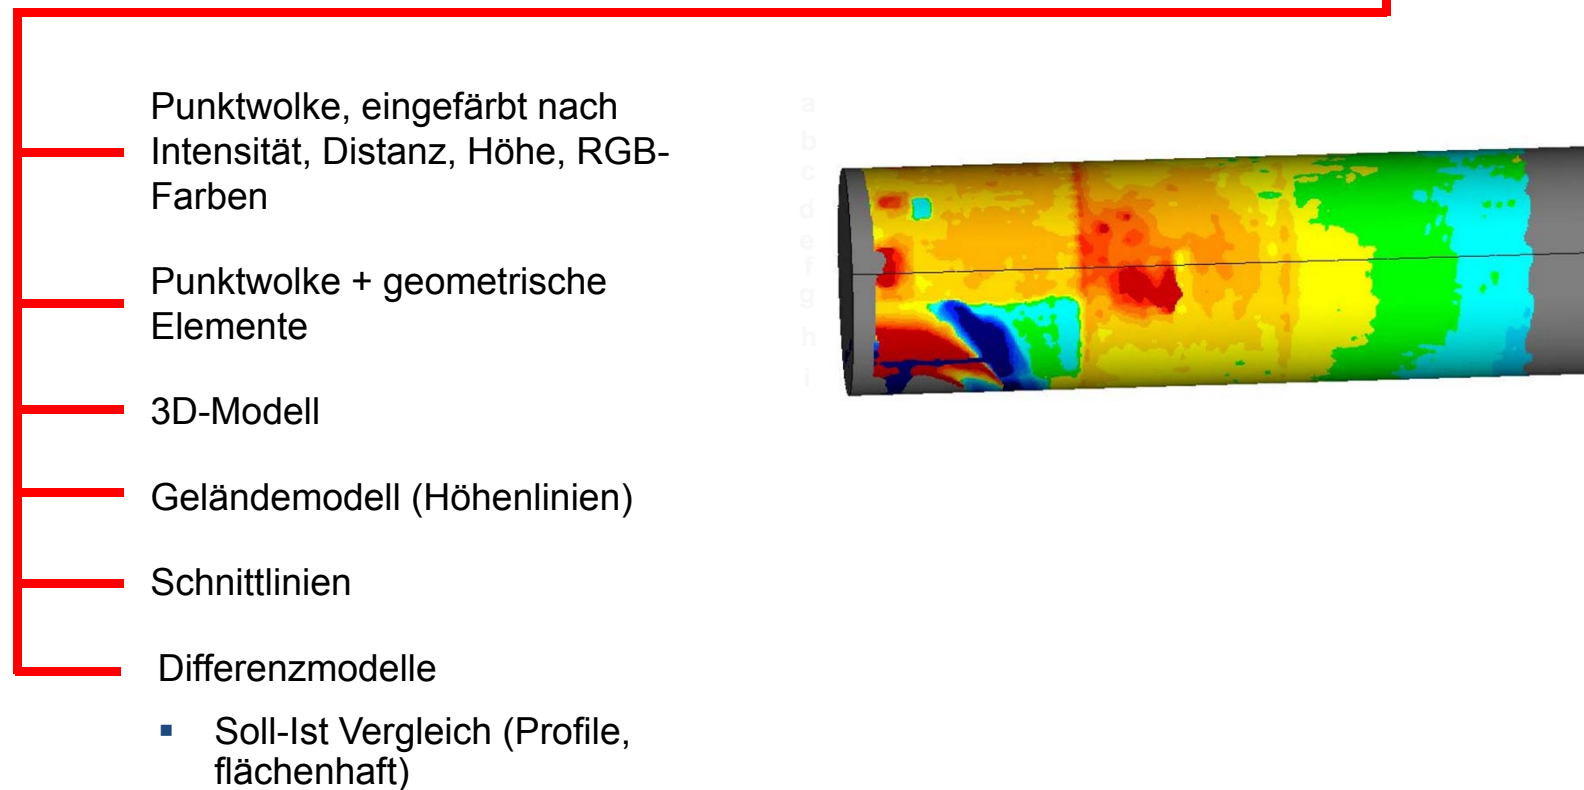 Punktwolke, eingefärbt nach
Intensität, Distanz, Höhe, RGB-
Farben
Punktwolke + geometrische
Elemente
3D-Modell
Geländemodell (Höhenlinien)
Schnittlinien
Differenzmodelle
▪ Soll-Ist Vergleich (Profile,
flächenhaft)
a
b
c
d
e
f
g
h
i